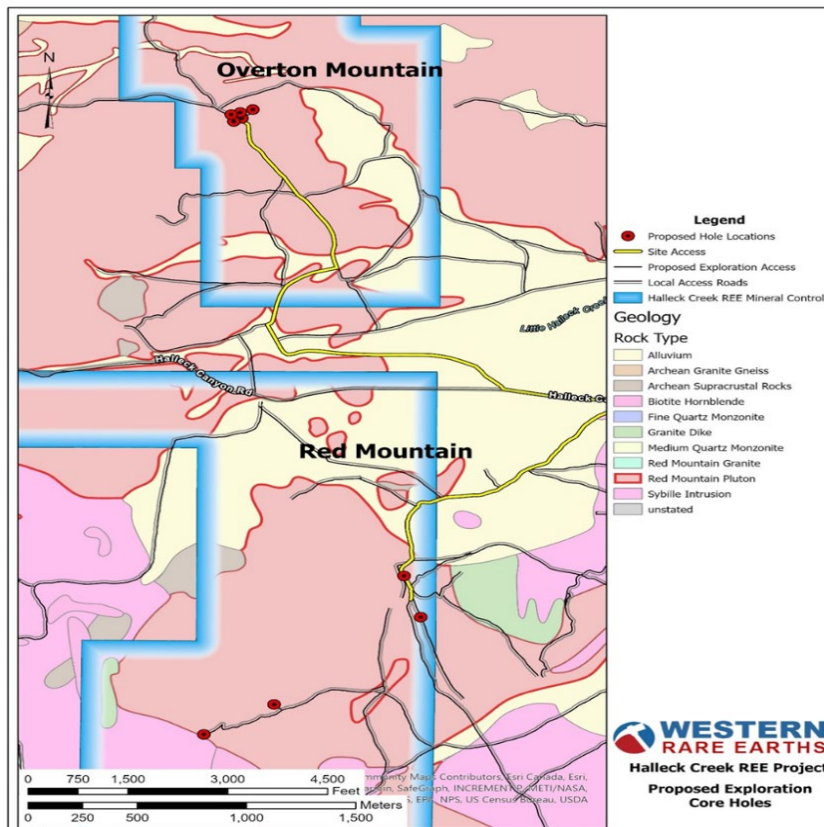 Overton Mountain
N
Little Halleck Creek
Halleck Canyon Rd
Halleck-Ca
Red Mountain
Legend
Proposed Hole Locations
Site Access
Proposed Exploration Access
Local Access Roads
Halleck Creek REE Mineral Control
Geology
Rock Type
Alluvium
Archean Granite Gneiss
Archean Supracrustal Rocks
Biotite Hornblende
Fine Quartz Monzonite
Granite Dike
Medium Quartz Monzonite
Red Mountain Granite
Red Mountain Pluton
Sybille Intrusion
unstated
WESTERN
RARE EARTHS
Halleck Creek REE Project
Proposed Exploration
Core Holes
0 750 1,500 3,000 4,500
Feet
Meters
0 250 500 1,000 1,500
mmunity Maps Contributors, Esri Canada, Esri,
SafeGraph, INCREMENT P, METI/NASA,
EPA, NPS, US Census Bureau, USDA